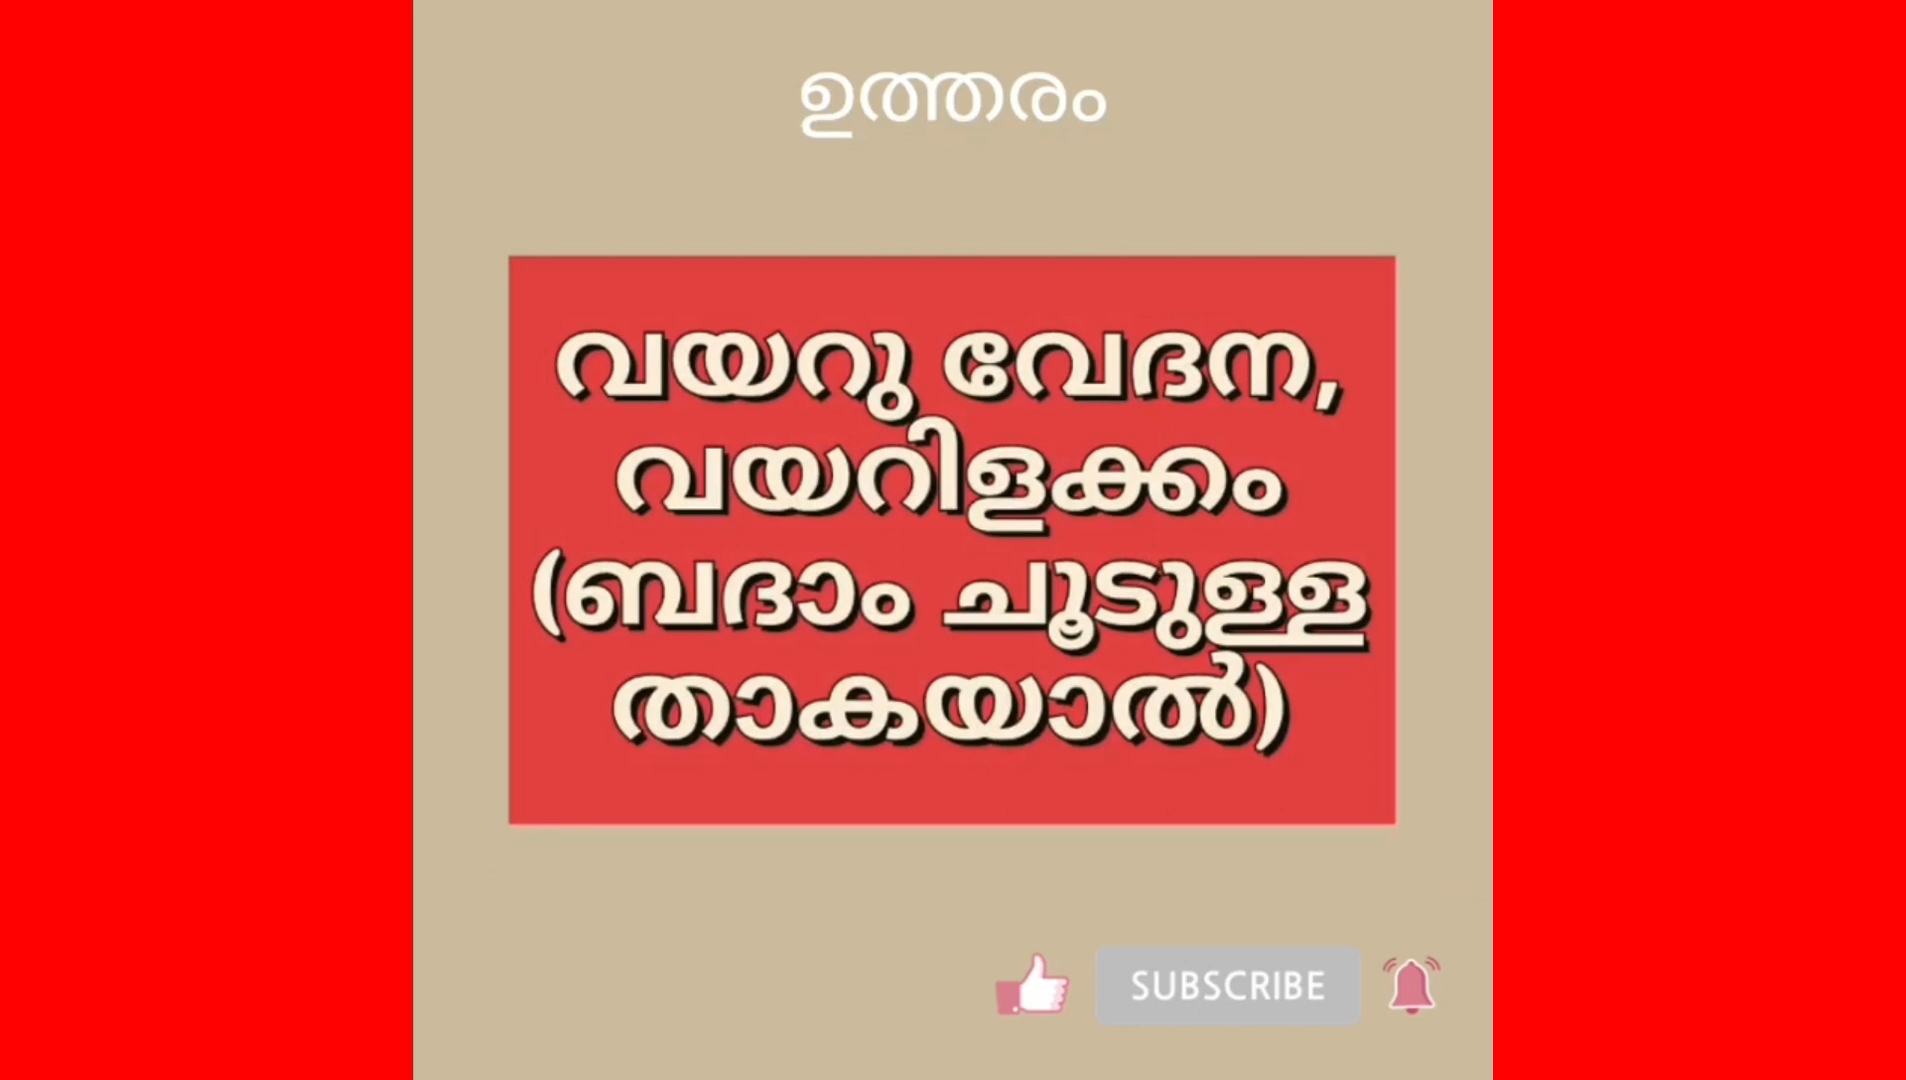 ഉത്തരം
വയറു വേദന,
വയറിളക്കം
(ബദാം ചൂടുള്ള
താകയാൽ)
SUBSCRIBE